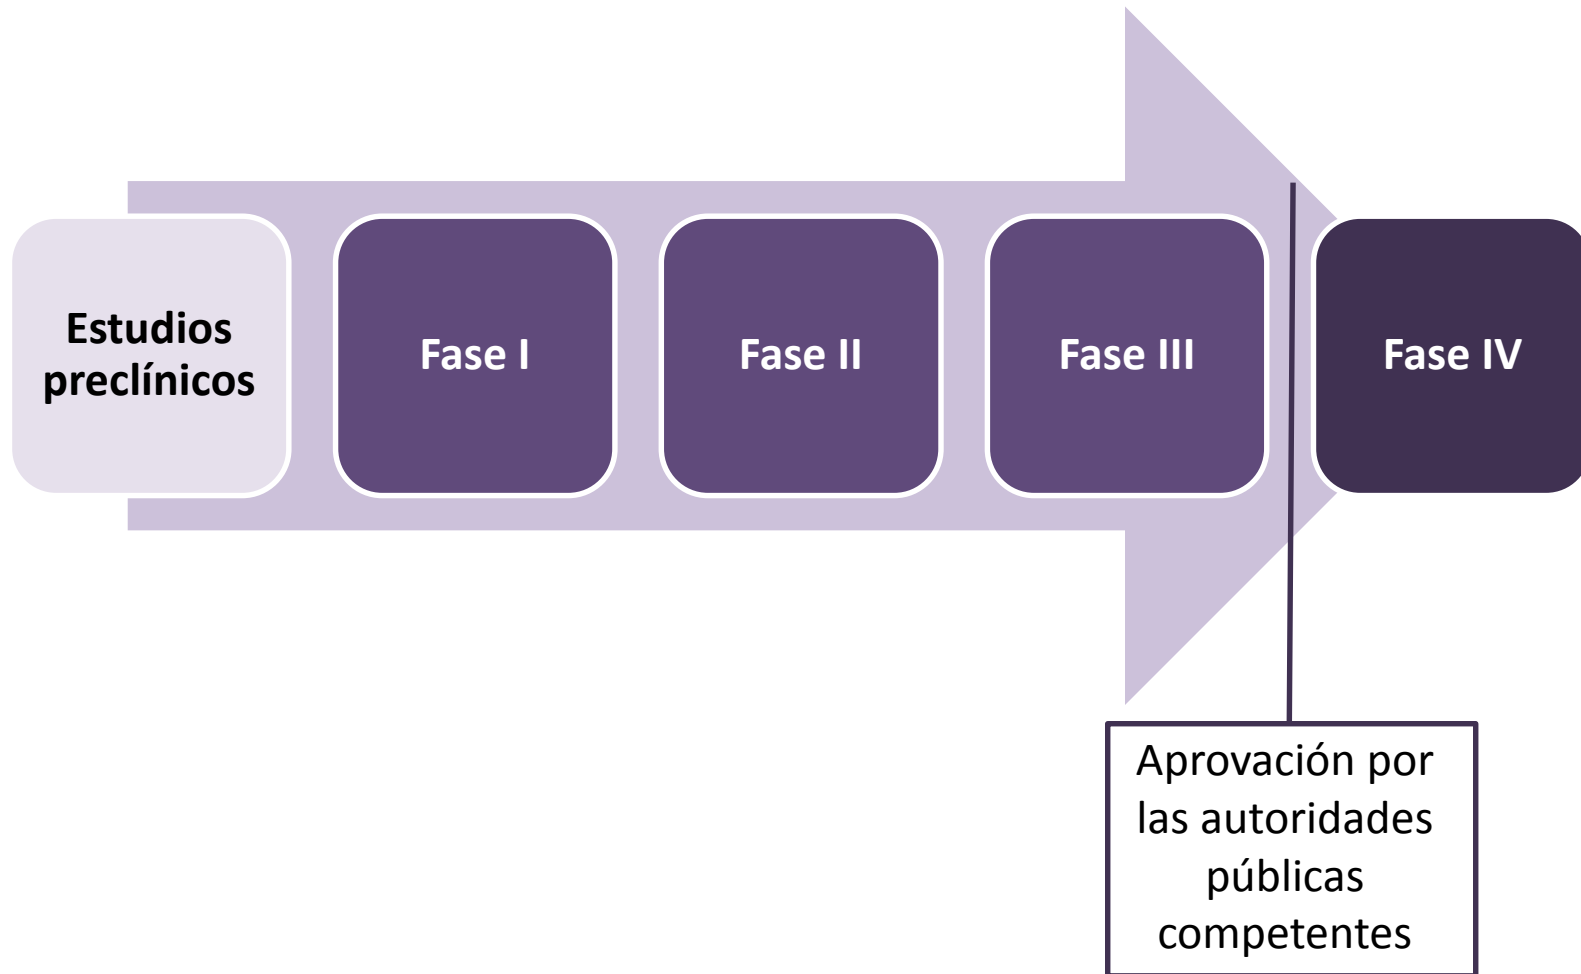 Estudios
preclínicos
Fase I
Fase II
Fase III
Fase IV
Aprovación por
las autoridades
públicas
competentes